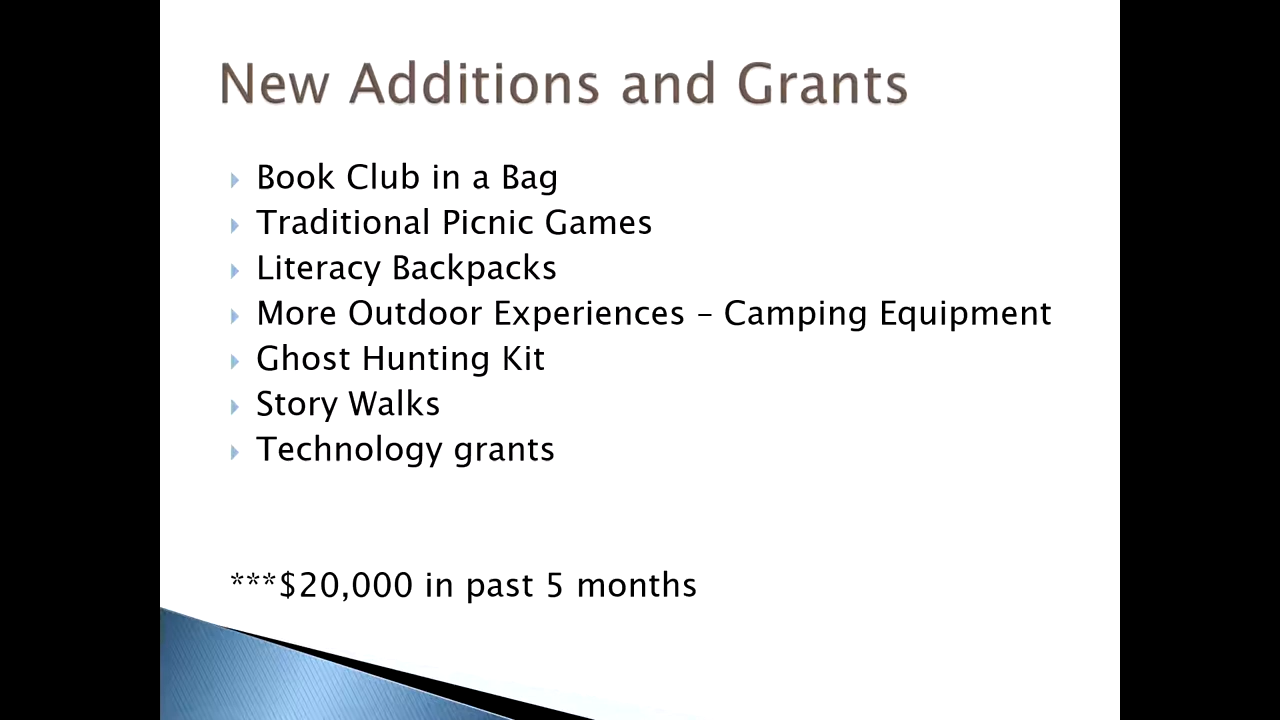 New Additions and Grants
Book Club in a Bag
Traditional Picnic Games
Literacy Backpacks
More Outdoor Experiences – Camping Equipment
Ghost Hunting Kit
Story Walks
Technology grants
***$20,000 in past 5 months